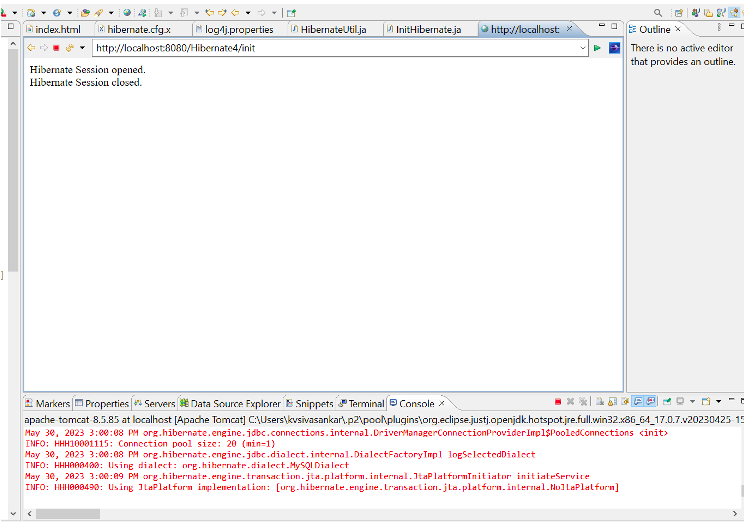 index.html
hibernate.cfg.x
log4j.properties
HibernateUtil.ja
InitHibernate.ja
http://localhost:
Outline
http://localhost:8080/Hibernate4/init
There is no active editor
that provides an outline.
Hibernate Session opened.
Hibernate Session closed.
]
Markers
Properties
Servers
Data Source Explorer
Snippets
Terminal
Console
apache-tomcat-8.5.85 at localhost [Apache Tomcat] C:\Users\kvsivasankar\.p2\pool\plugins\org.eclipse.justj.openjdk.hotspot.jre.full.win32.x86_64_17.0.7.v20230425-15
May 30, 2023 3:00:08 PM org.hibernate.engine.jdbc.connections.internal.DriverManagerConnectionProviderImpl$PooledConnections <init>
INFO: HHH10001115: Connection pool size: 20 (min=1)
May 30, 2023 3:00:08 PM org.hibernate.engine.jdbc.dialect.internal.DialectFactoryImpl logSelectedDialect
INFO: HHH000400: Using dialect: org.hibernate.dialect.MySQLDialect
May 30, 2023 3:00:09 PM org.hibernate.engine.transaction.jta.platform.internal.JtaPlatformInitiator initiateService
INFO: HHH000490: Using JtaPlatform implementation: [org.hibernate.engine.transaction.jta.platform.internal.NoJtaPlatform]